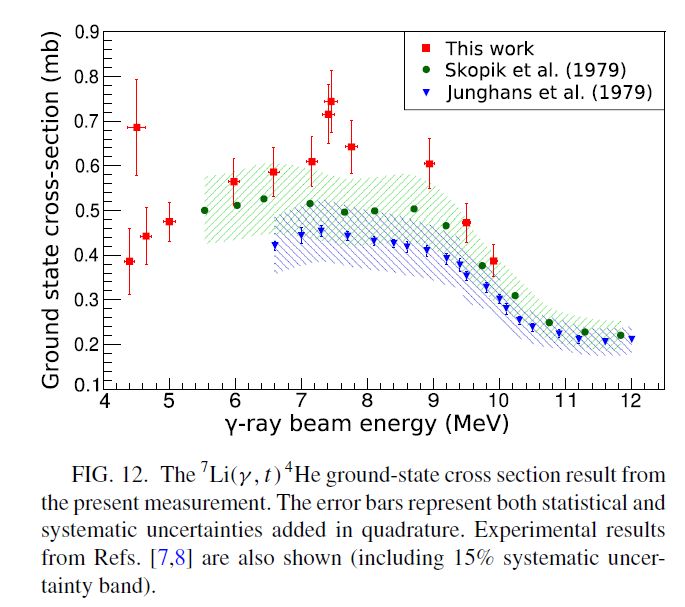 Ground state cross-section (mb)
0.9
0.8
0.7
0.6
0.5
0.4
0.3
0.2
0.1
This work
Skopik et al. (1979)
Junghans et al. (1979)
4 5 6 7 8 9 10 11 12
γ-ray beam energy (MeV)
FIG. 12. The ⁷Li(γ, t)⁴He ground-state cross section result from
the present measurement. The error bars represent both statistical and
systematic uncertainties added in quadrature. Experimental results
from Refs. [7,8] are also shown (including 15% systematic uncer-
tainty band).